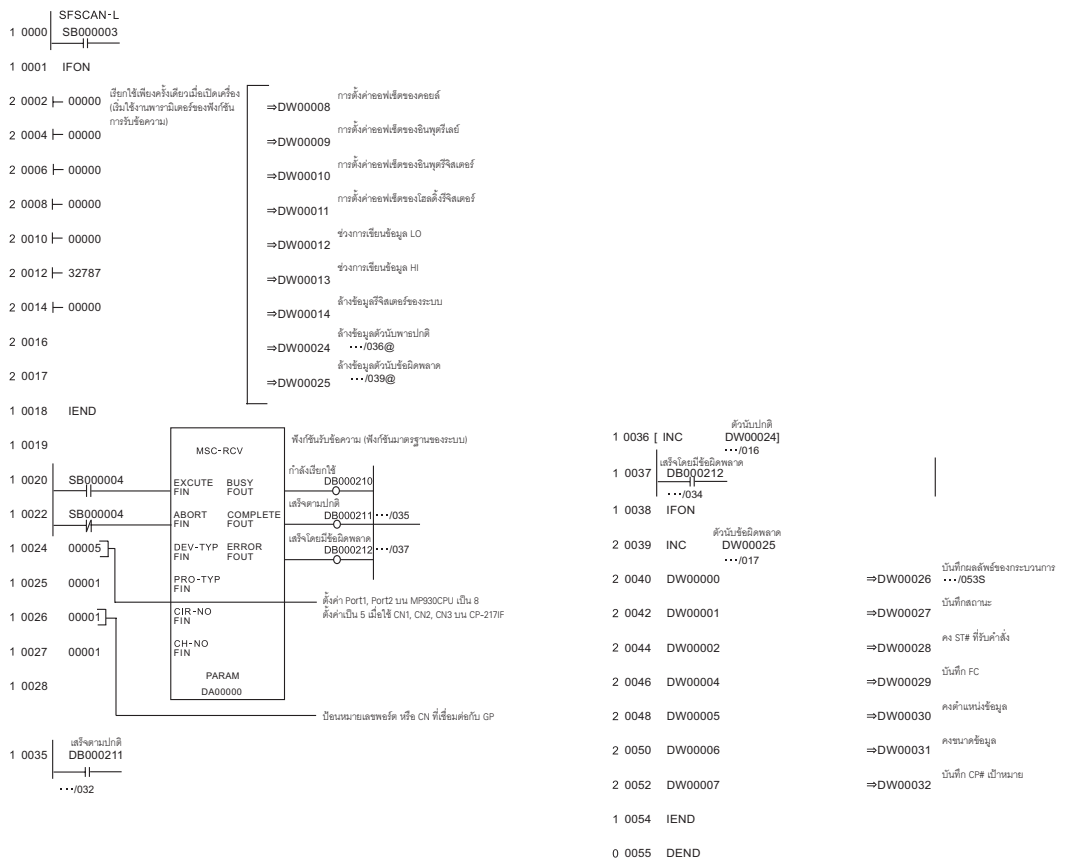 SFSCAN-L
1 0000 SB000003
1 0001 IFON
2 0002 00000 เรียกใช้เพียงครั้งเดียวเมื่อเปิดเครื่อง
(เริ่มใช้งานพารามิเตอร์ของฟังก์ชัน
การรับข้อความ)
⇒DW00008 การตั้งค่าออฟเซ็ตของคอยล์
2 0004 00000 ⇒DW00009 การตั้งค่าออฟเซ็ตของอินพุตรีเลย์
2 0006 00000 ⇒DW00010 การตั้งค่าออฟเซ็ตของอินพุตรีจิสเตอร์
2 0008 00000 ⇒DW00011 การตั้งค่าออฟเซ็ตของโฮลดิ้งรีจิสเตอร์
2 0010 00000 ⇒DW00012 ช่วงการเขียนข้อมูล LO
2 0012 32787 ⇒DW00013 ช่วงการเขียนข้อมูล HI
2 0014 00000 ⇒DW00014 ล้างข้อมูลรีจิสเตอร์ของระบบ
2 0016 ⇒DW00024 ล้างข้อมูลตัวนับพาธปกติ
···/036@
2 0017 ⇒DW00025 ล้างข้อมูลตัวนับข้อผิดพลาด
···/039@
1 0018 IEND
1 0019 MSC-RCV ฟังก์ชันรับข้อความ (ฟังก์ชันมาตรฐานของระบบ)
1 0020 SB000004 EXCUTE FIN BUSY FOUT กำลังเรียกใช้ DB000210
1 0022 SB000004 ABORT FIN COMPLETE FOUT เสร็จตามปกติ DB000211 ···/035
1 0024 00005 DEV-TYP FIN ERROR FOUT เสร็จโดยมีข้อผิดพลาด DB000212 ···/037
1 0025 00001 PRO-TYP FIN
ตั้งค่า Port1, Port2 บน MP930CPU เป็น 8
ตั้งค่าเป็น 5 เมื่อใช้ CN1, CN2, CN3 บน CP-217IF
1 0026 00001 CIR-NO FIN
1 0027 00001 CH-NO FIN
1 0028 PARAM
DA00000
ป้อนหมายเลขพอร์ต หรือ CN ที่เชื่อมต่อกับ GP
เสร็จตามปกติ
1 0035 DB000211
···/032
ตัวนับปกติ
1 0036 [ INC DW00024]
···/016
เสร็จโดยมีข้อผิดพลาด
1 0037 DB000212
···/034
1 0038 IFON
ตัวนับข้อผิดพลาด
2 0039 INC DW00025
···/017
2 0040 DW00000 ⇒DW00026 บันทึกผลลัพธ์ของกระบวนการ
···/053S
2 0042 DW00001 ⇒DW00027 บันทึกสถานะ
2 0044 DW00002 ⇒DW00028 คง ST# ที่รับคำสั่ง
2 0046 DW00004 ⇒DW00029 บันทึก FC
2 0048 DW00005 ⇒DW00030 คงตำแหน่งข้อมูล
2 0050 DW00006 ⇒DW00031 คงขนาดข้อมูล
2 0052 DW00007 ⇒DW00032 บันทึก CP# เป้าหมาย
1 0054 IEND
0 0055 DEND